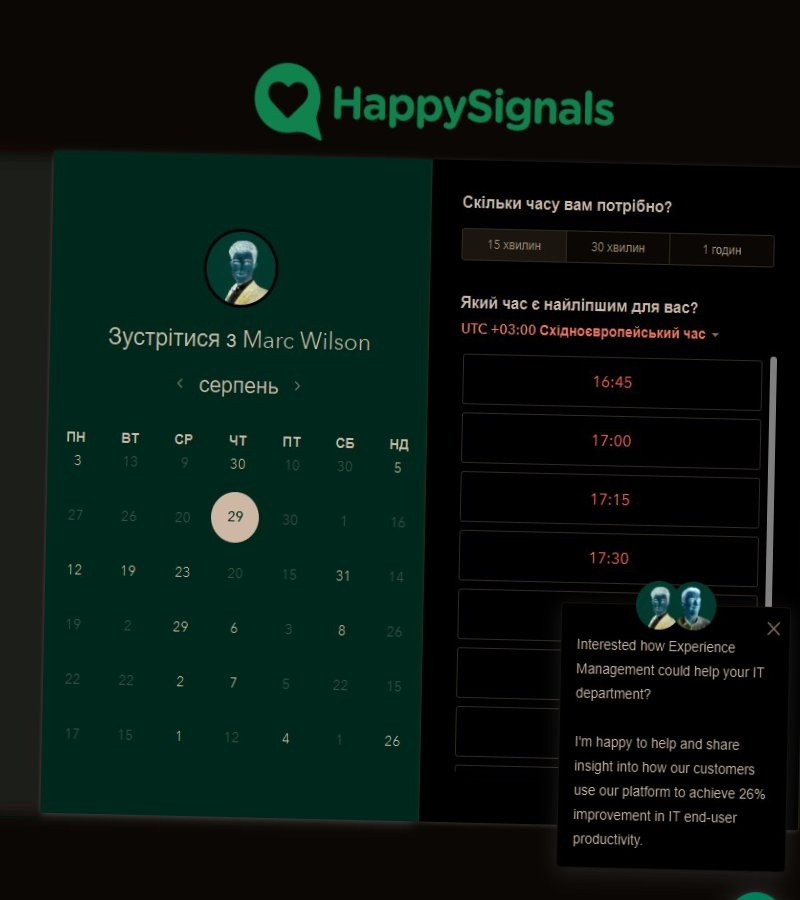 HappySignals
Зустрітися з Marc Wilson
серпень
ПН ВТ СР ЧТ ПТ СБ НД
3 13 9 30 10 30 5
27 26 20 29 30 1 16
12 19 23 20 15 31 14
19 2 29 6 3 8 26
22 22 2 7 5 22 15
17 15 1 12 4 1 26
Скільки часу вам потрібно?
15 хвилин 30 хвилин 1 годин
Який час є найліпшим для вас?
UTC +03:00 Східноєвропейський час
16:45
17:00
17:15
17:30
Interested how Experience
Management could help your IT
department?
I'm happy to help and share
insight into how our customers
use our platform to achieve 26%
improvement in IT end-user
productivity.